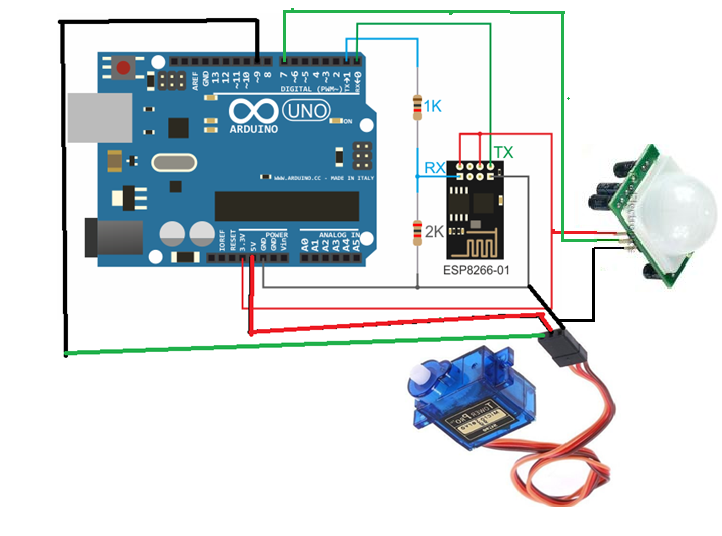 AREF
GND
13
12
~11
~10
~9
8
7
~6
~5
4
~3
2
TX→1
RX←0
DIGITAL (PWM~)
UNO
ON
ARDUINO
WWW.ARDUINO.CC - MADE IN ITALY
IOREF
RESET
3.3V
5V
GND
GND
Vin
POWER
ANALOG IN
A0
A1
A2
A3
A4
A5
1K
RX
TX
2K
ESP8266-01
TOWER PRO